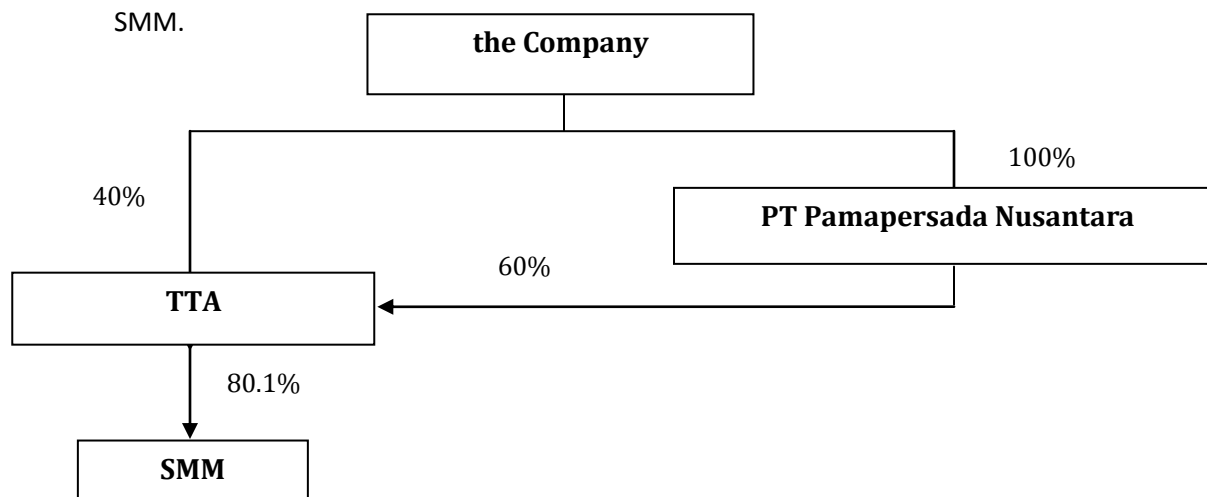 SMM.
the Company
100%
40%
PT Pamapersada Nusantara
60%
TTA
80.1%
SMM